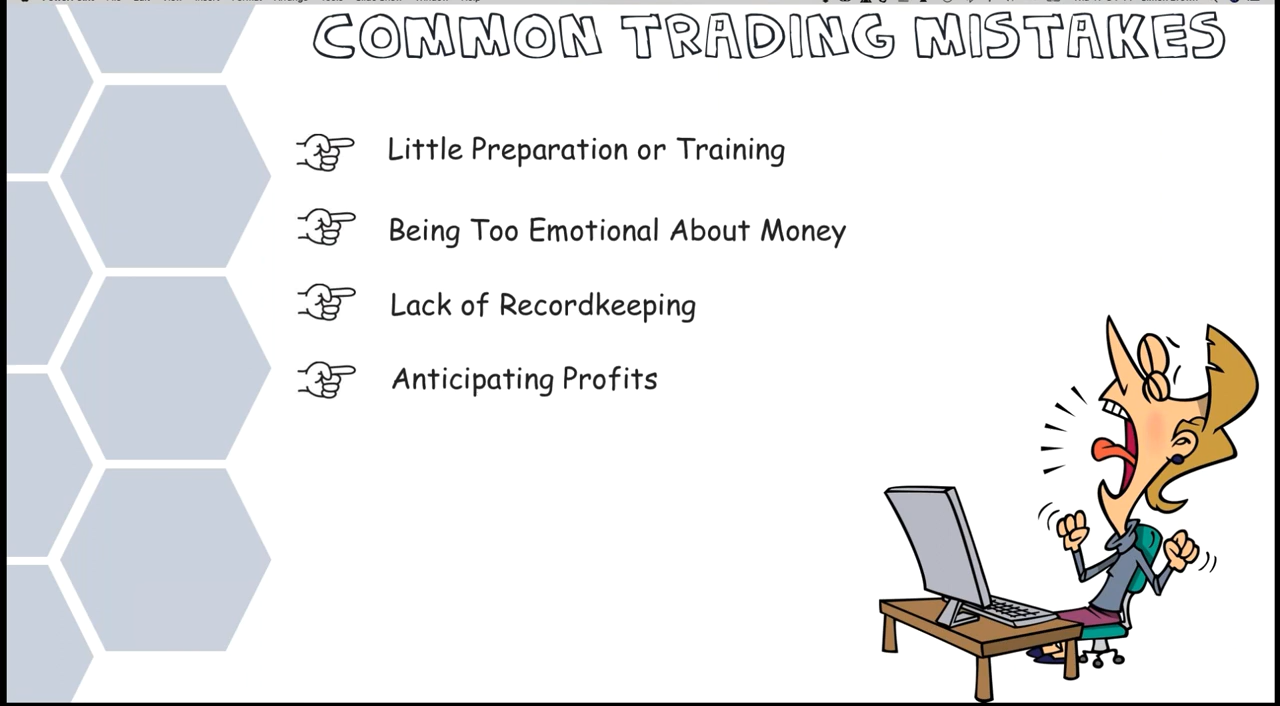 COMMON TRADING MISTAKES
Little Preparation or Training
Being Too Emotional About Money
Lack of Recordkeeping
Anticipating Profits